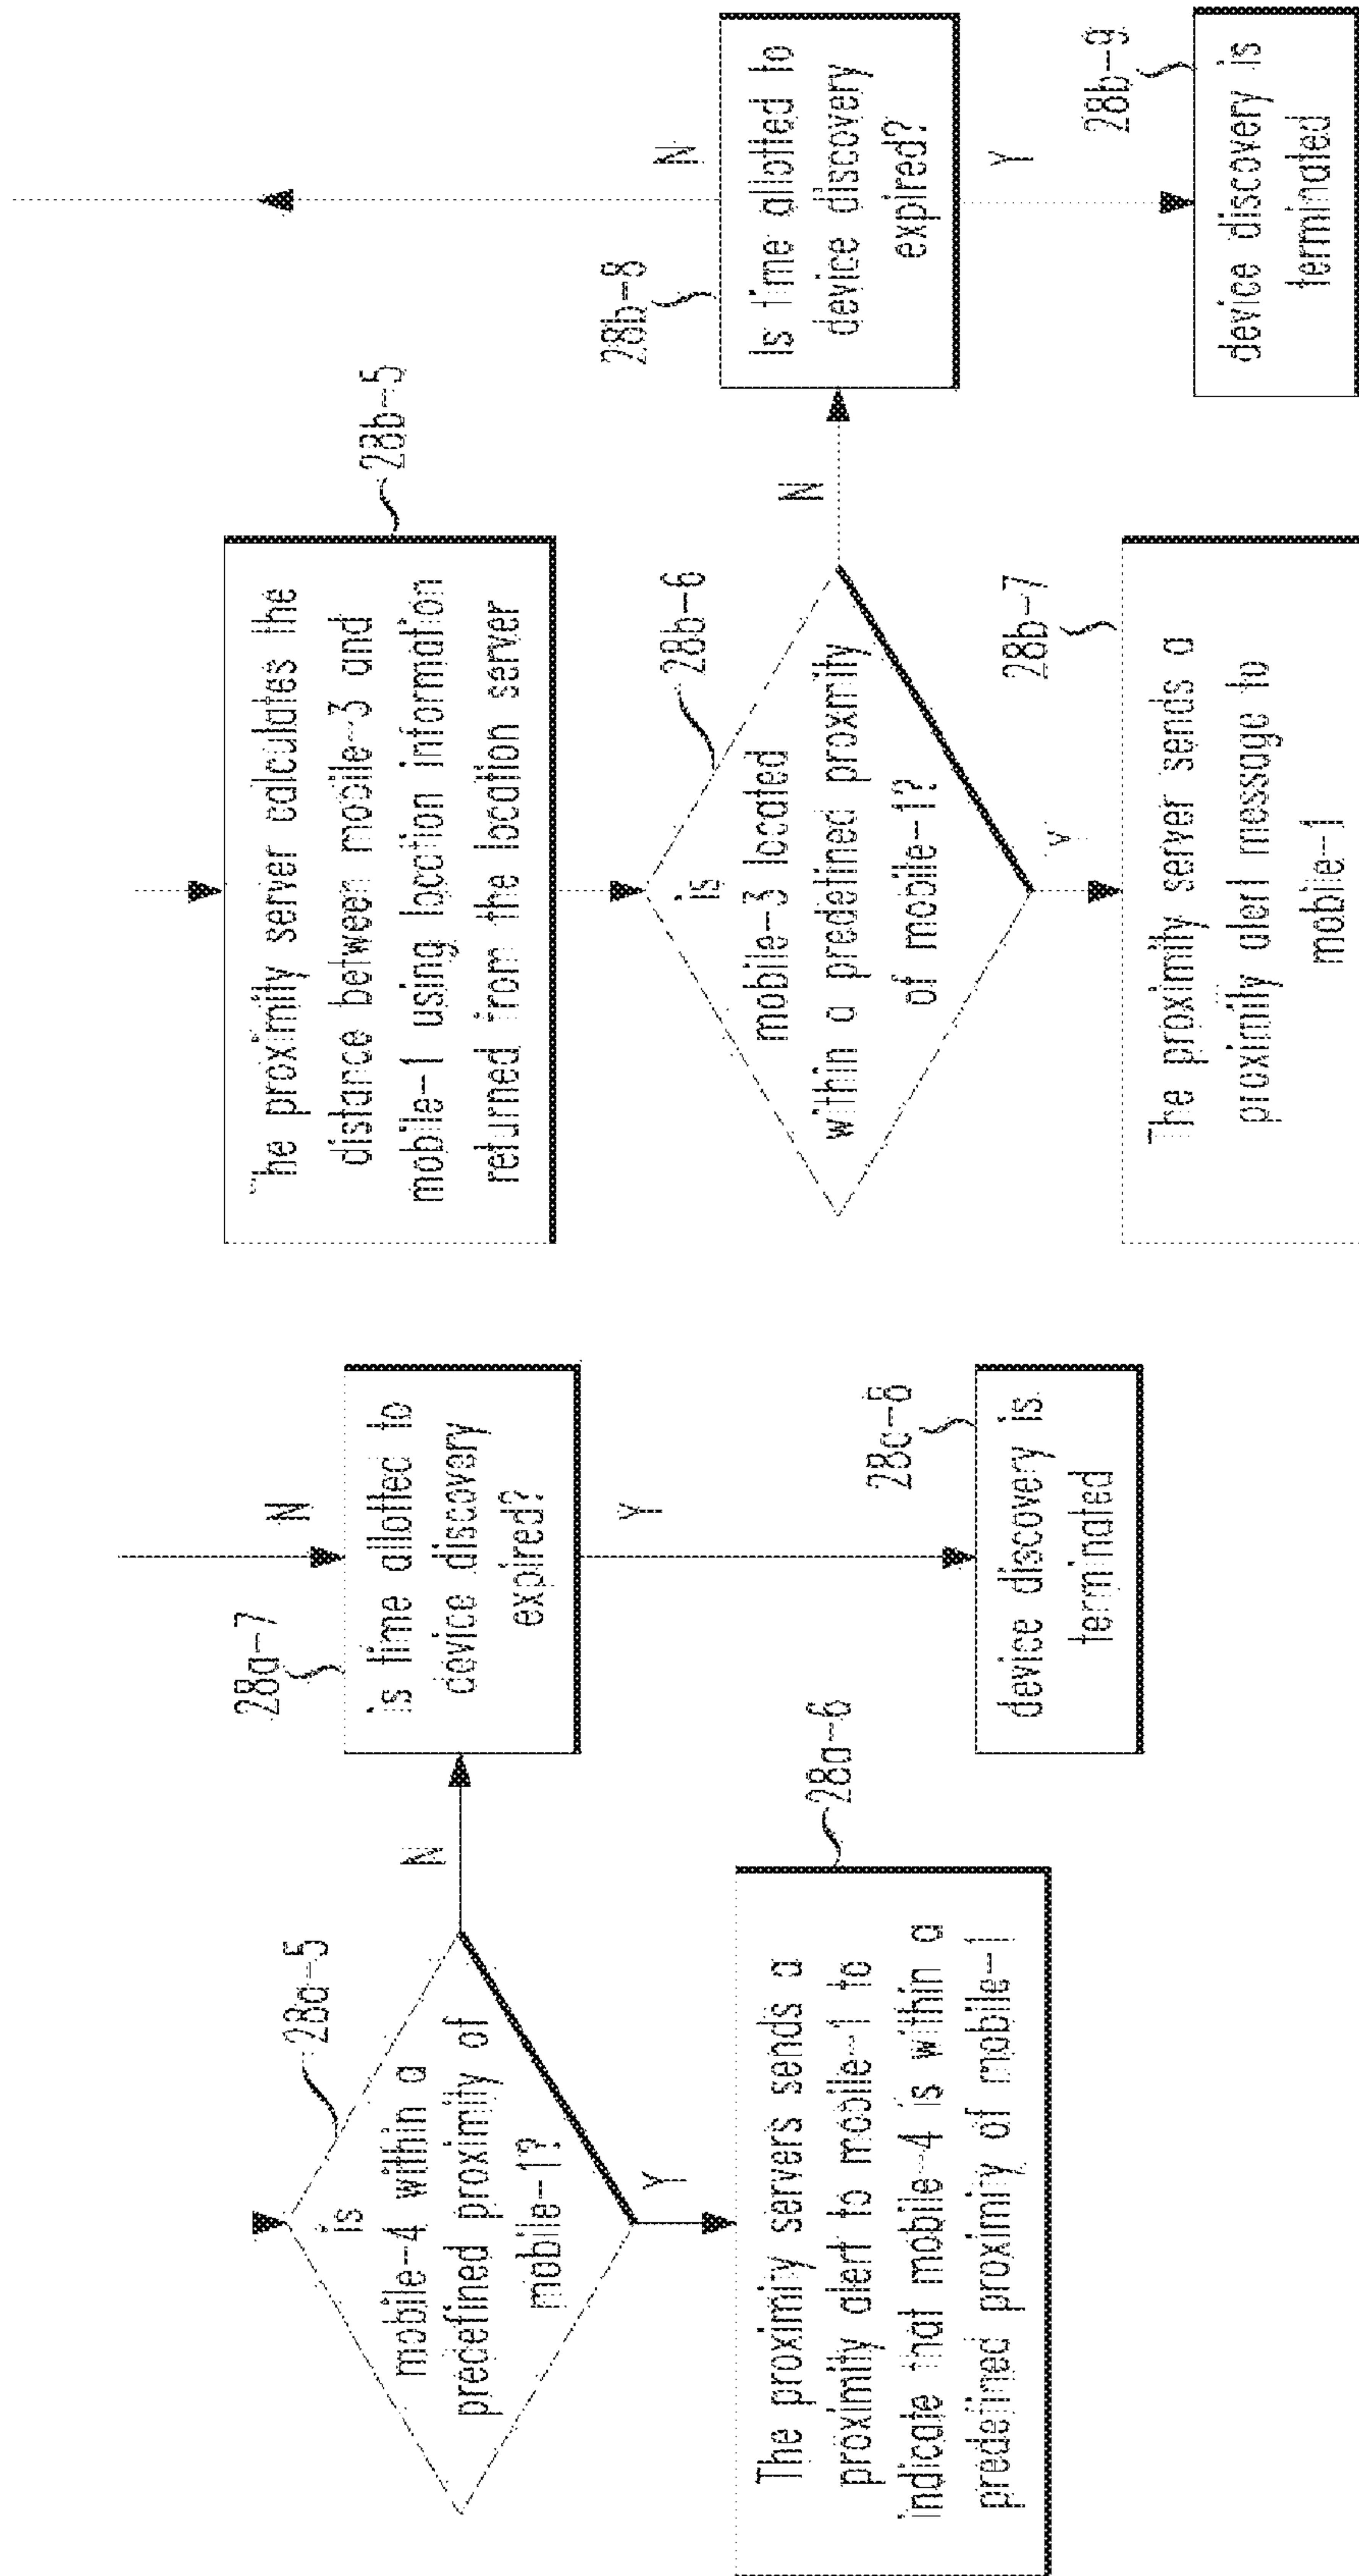 28a-5
is
mobile-4 within a
predefined proximity of
mobile-1?
N
Y
28a-7
N
is time allotted to
device discovery
expired?
Y
28a-6
The proximity servers sends a
proximity alert to mobile-1 to
indicate that mobile-4 is within a
predefined proximity of mobile-1
28c-8
device discovery is
terminated
The proximity server calculates the
distance between mobile-3 and
mobile-1 using location information
returned from the location server
28b-5
28b-6
is
mobile-3 located
within a predefined proximity
of mobile-1?
N
Y
28b-8
N
Is time allotted to
device discovery
expired?
Y
28b-7
The proximity server sends a
proximity alert message to
mobile-1
28b-9
device discovery is
terminated